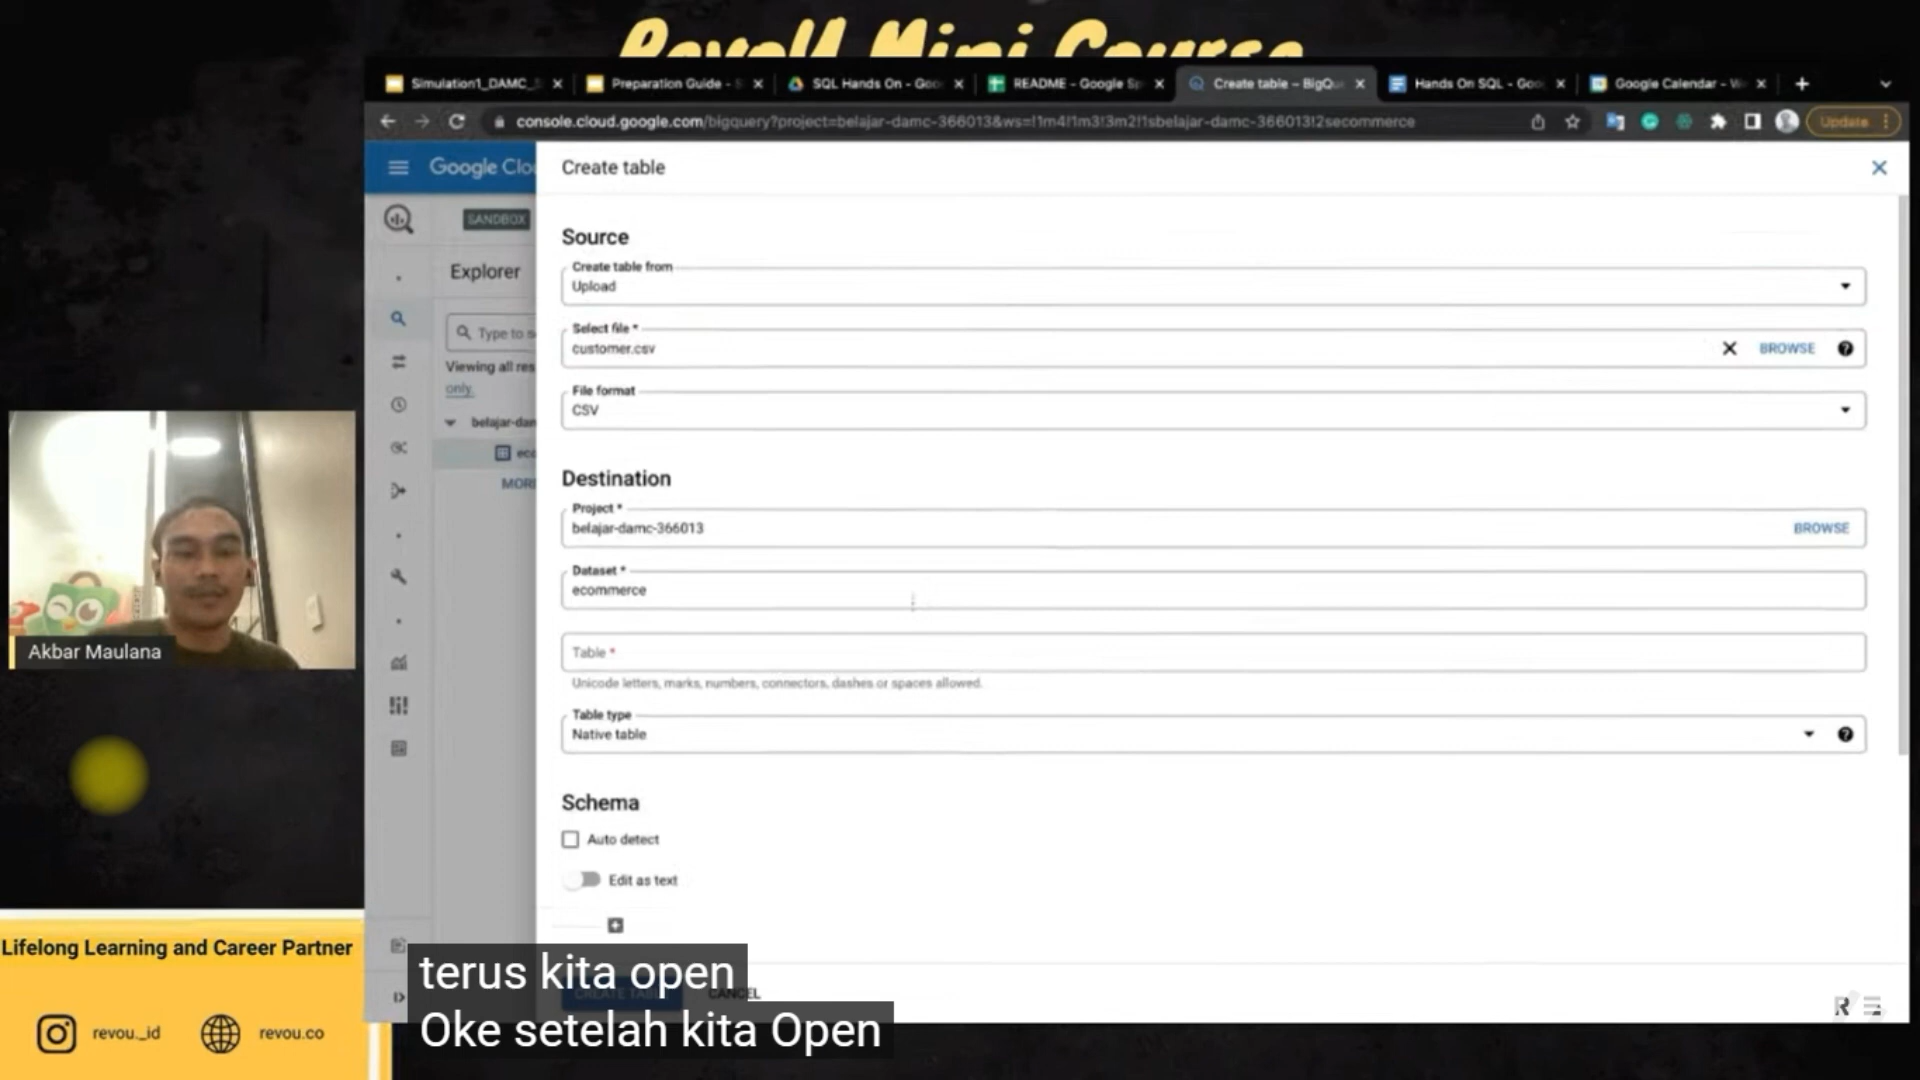 RevoU Mini Course
Simulation1_DAMC_
Preparation Guide -
SQL Hands On - Goo
README - Google Sp
Create table - BigQu
Hands On SQL - Goo
Google Calendar - W
console.cloud.google.com/bigquery?project=belajar-damc-366013&ws=!1m4!1m3!3m2!1sbelajar-damc-366013!2secommerce
Update
Google Clo
Create table
SANDBOX
Explorer
Type to s
Viewing all res
only.
belajar-dam
eco
MORE
Source
Create table from
Upload
Select file *
customer.csv
BROWSE
File format
CSV
Destination
Project *
belajar-damc-366013
BROWSE
Dataset *
ecommerce
Table *
Unicode letters, marks, numbers, connectors, dashes or spaces allowed.
Table type
Native table
Schema
Auto detect
Edit as text
CREATE TABLE
CANCEL
Akbar Maulana
Lifelong Learning and Career Partner
revou_id
revou.co
terus kita open
Oke setelah kita Open